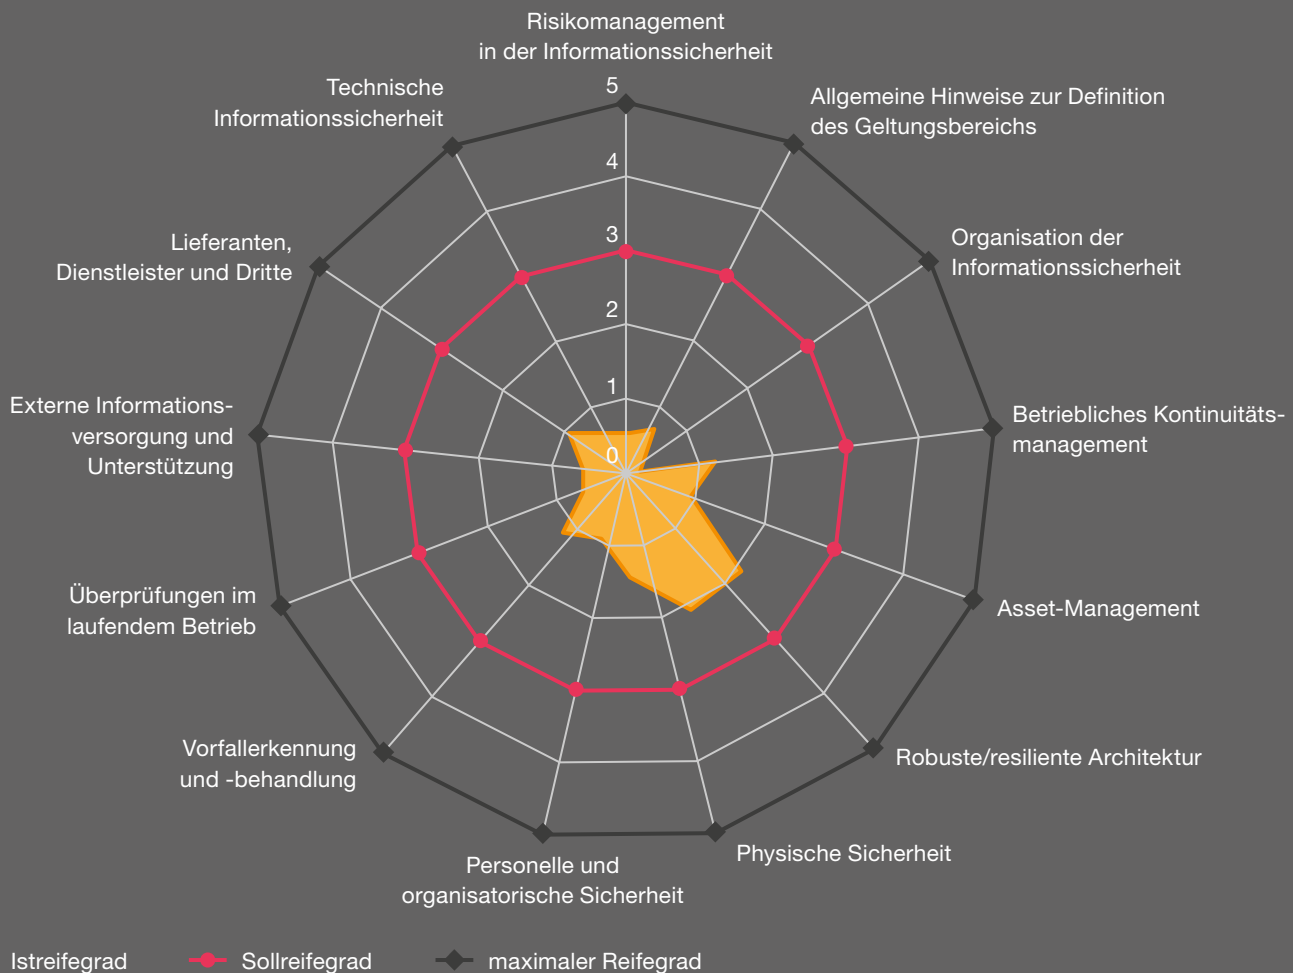 Risikomanagement
in der Informationssicherheit
Allgemeine Hinweise zur Definition
des Geltungsbereichs
Organisation der
Informationssicherheit
Betriebliches Kontinuitäts-
management
Asset-Management
Robuste/resiliente Architektur
Physische Sicherheit
Personelle und
organisatorische Sicherheit
Vorfallerkennung
und -behandlung
Überprüfungen im
laufendem Betrieb
Externe Informations-
versorgung und
Unterstützung
Lieferanten,
Dienstleister und Dritte
Technische
Informationssicherheit
5
4
3
2
1
0
Istreifegrad
Sollreifegrad
maximaler Reifegrad